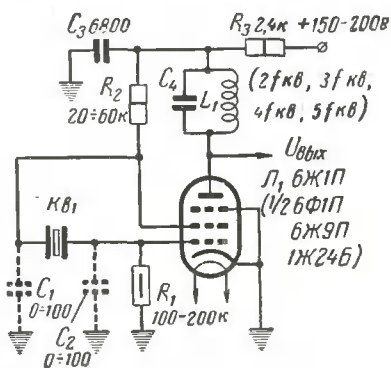 C₃ 6800
R₃ 2,4к +150-200в
R₂
20÷60к
C₄
L₁
(2fкв, 3fкв,
4fкв, 5fкв)
Uвых
Л₁ 6Ж1П
(1/2 6Ф1П
6Ж9П
1Ж24Б)
Кв₁
C₁
0÷100
C₂
0÷100
R₁
100-200к